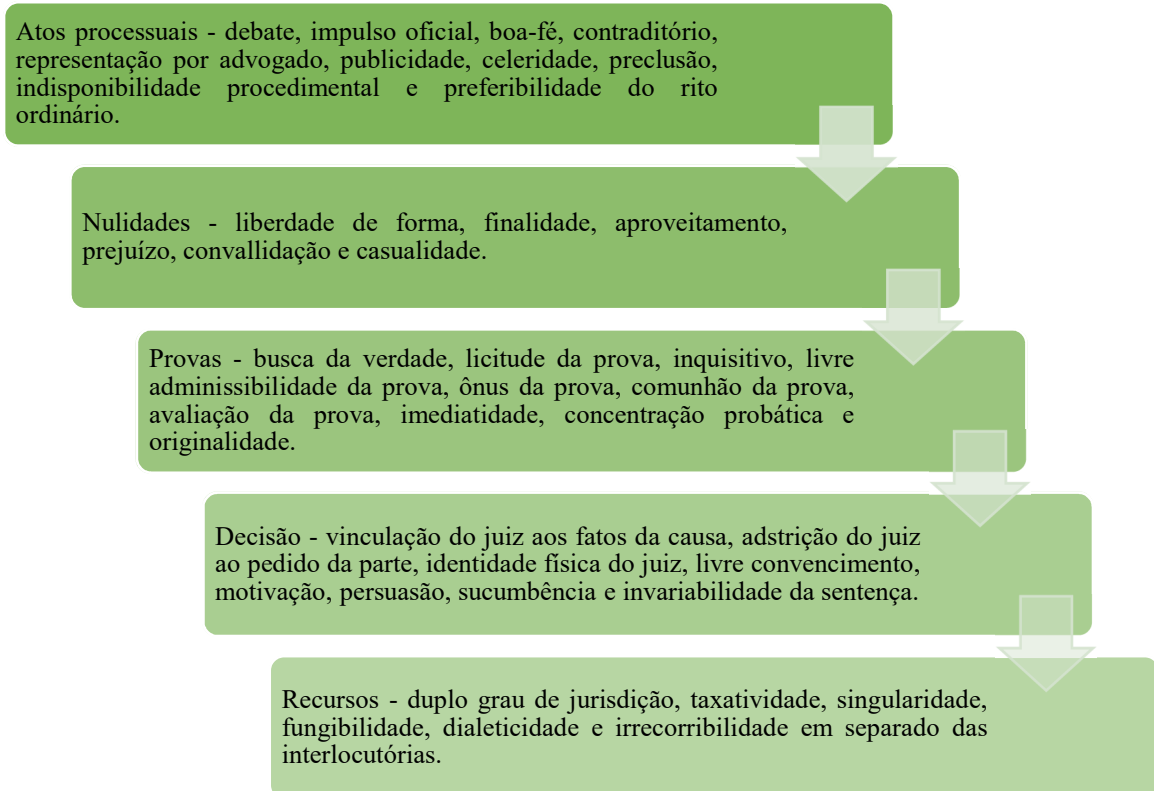 Atos processuais - debate, impulso oficial, boa-fé, contraditório,
representação por advogado, publicidade, celeridade, preclusão,
indisponibilidade procedimental e preferibilidade do rito
ordinário.
Nulidades - liberdade de forma, finalidade, aproveitamento,
prejuízo, convallidação e casualidade.
Provas - busca da verdade, licitude da prova, inquisitivo, livre
adminissibilidade da prova, ônus da prova, comunhão da prova,
avaliação da prova, imediatidade, concentração probática e
originalidade.
Decisão - vinculação do juiz aos fatos da causa, adstrição do juiz
ao pedido da parte, identidade física do juiz, livre convencimento,
motivação, persuasão, sucumbência e invariabilidade da sentença.
Recursos - duplo grau de jurisdição, taxatividade, singularidade,
fungibilidade, dialeticidade e irrecorribilidade em separado das
interlocutórias.